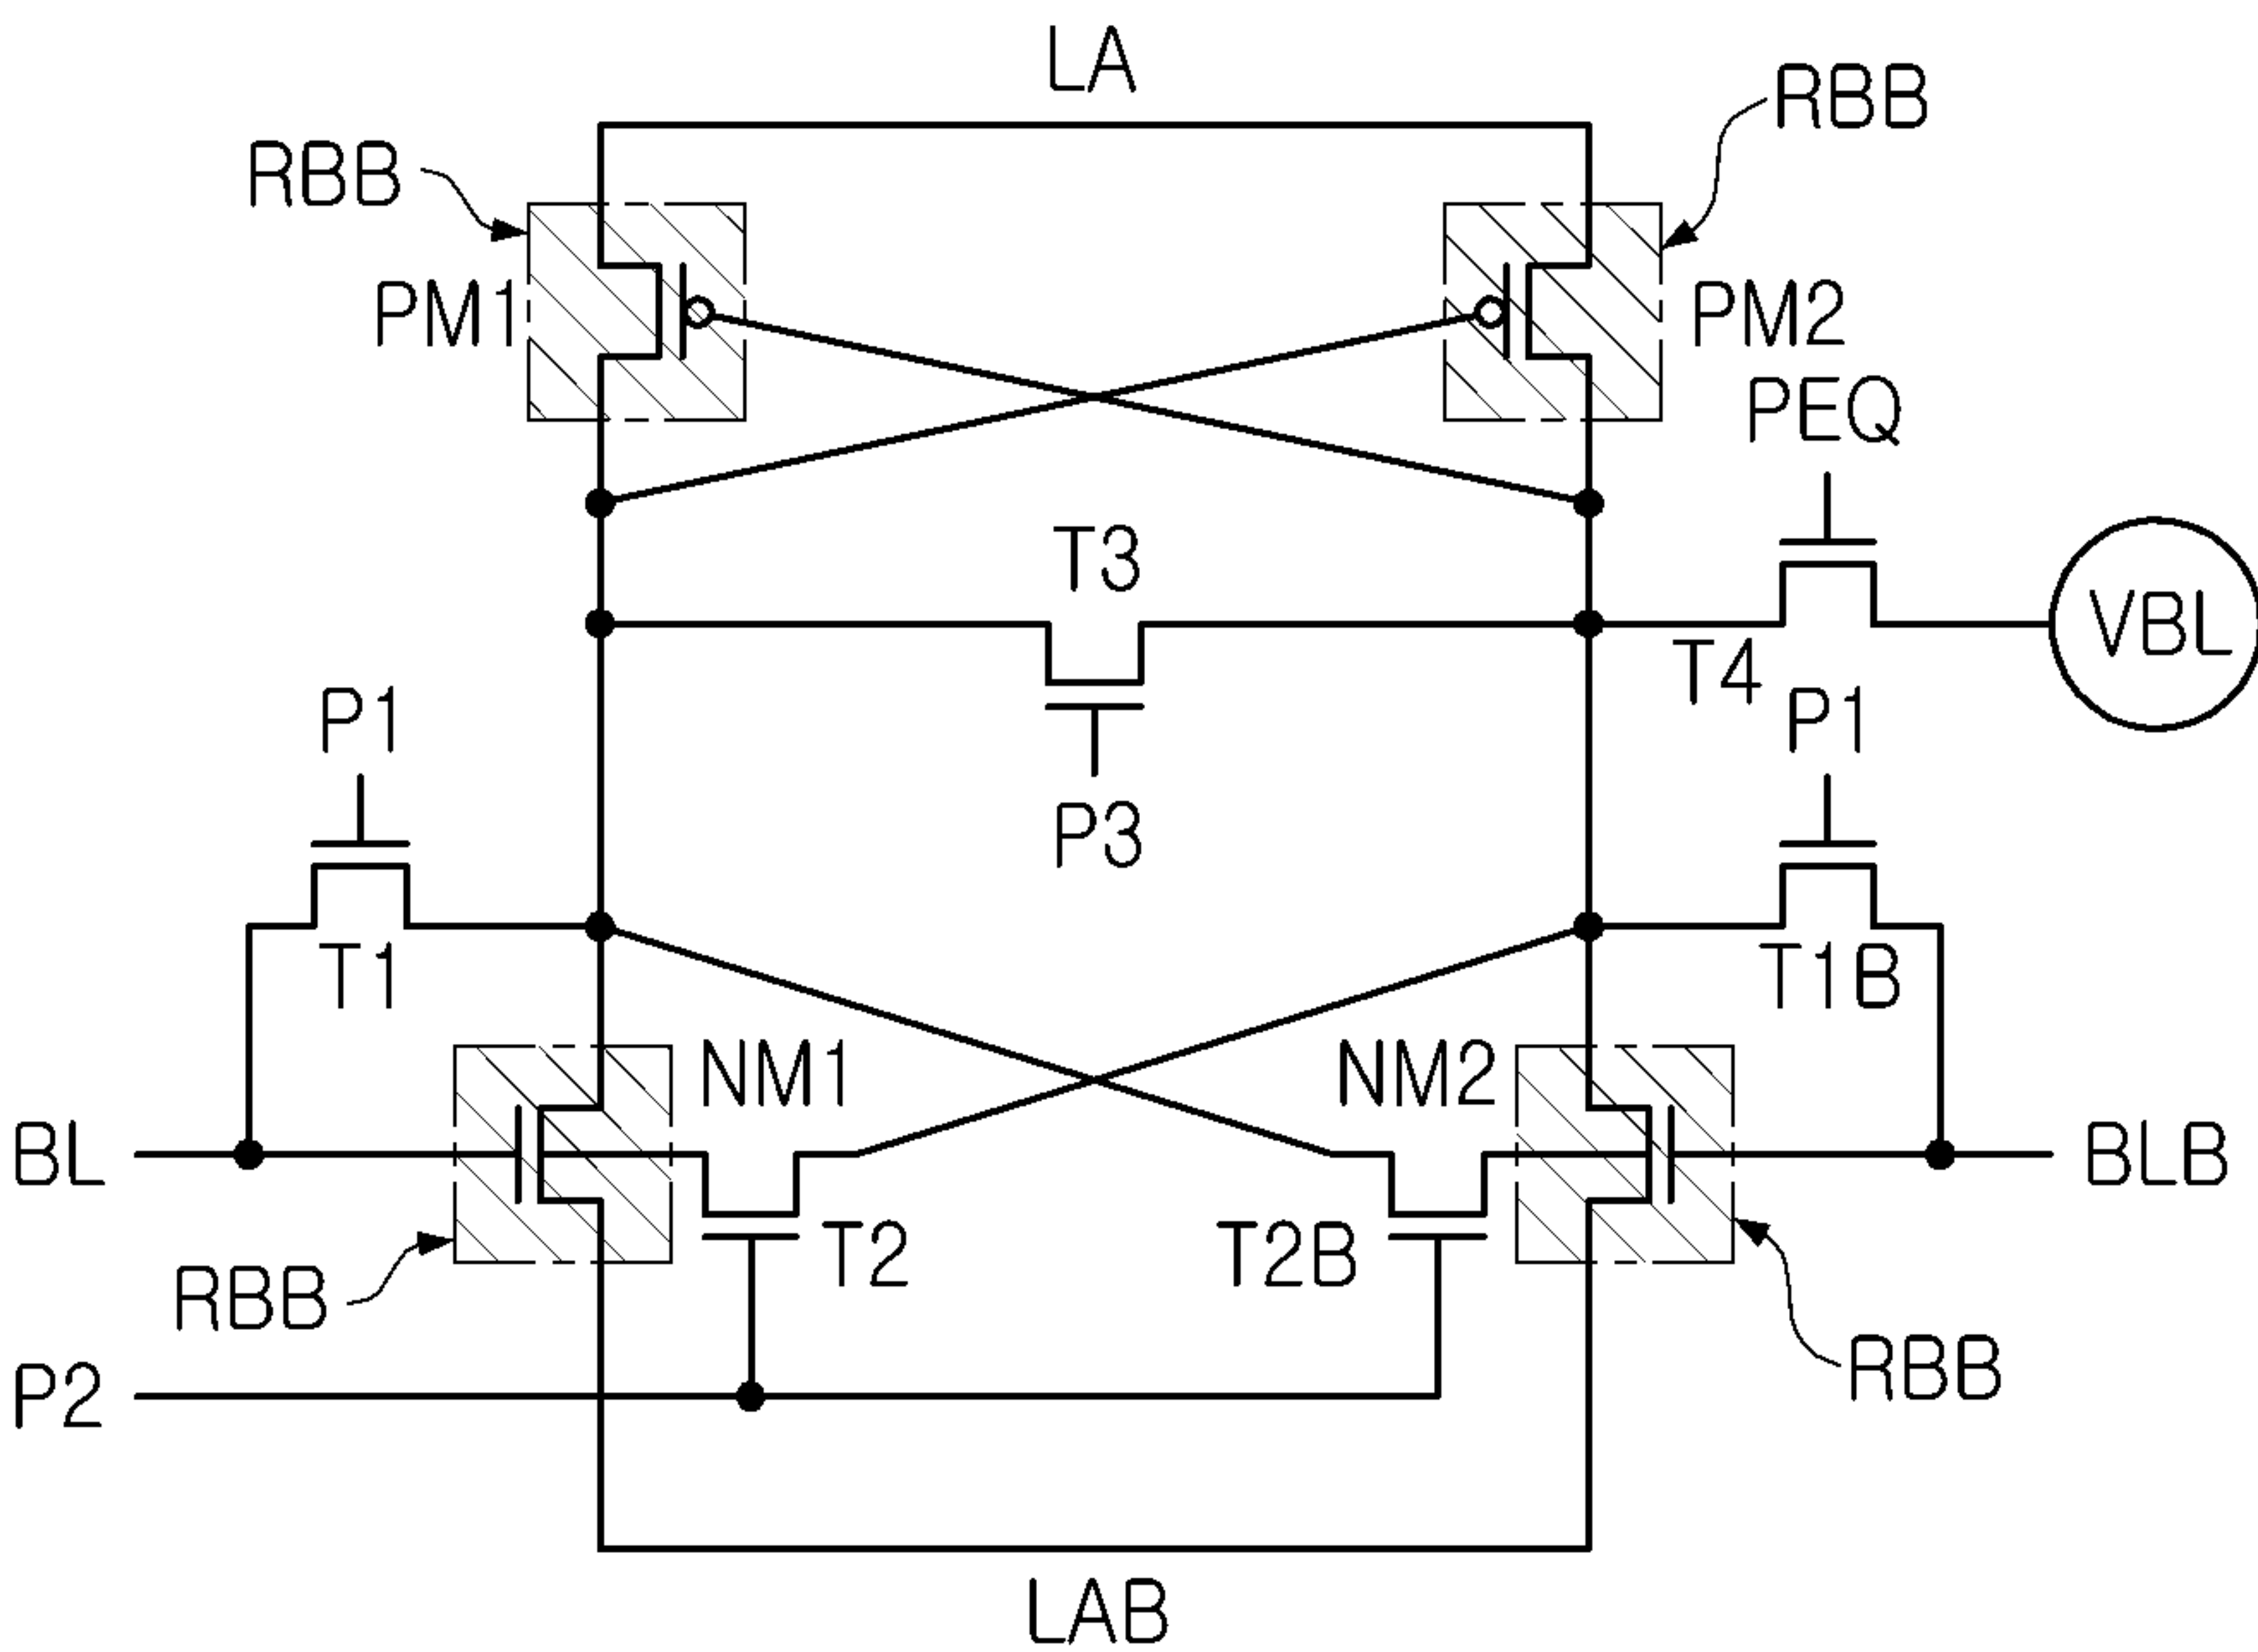 LA
RBB
RBB
PM1
PM2
PEQ
T3
VBL
T4
P1
P1
P3
T1
T1B
NM1
NM2
BL
BLB
T2
T2B
RBB
RBB
P2
LAB